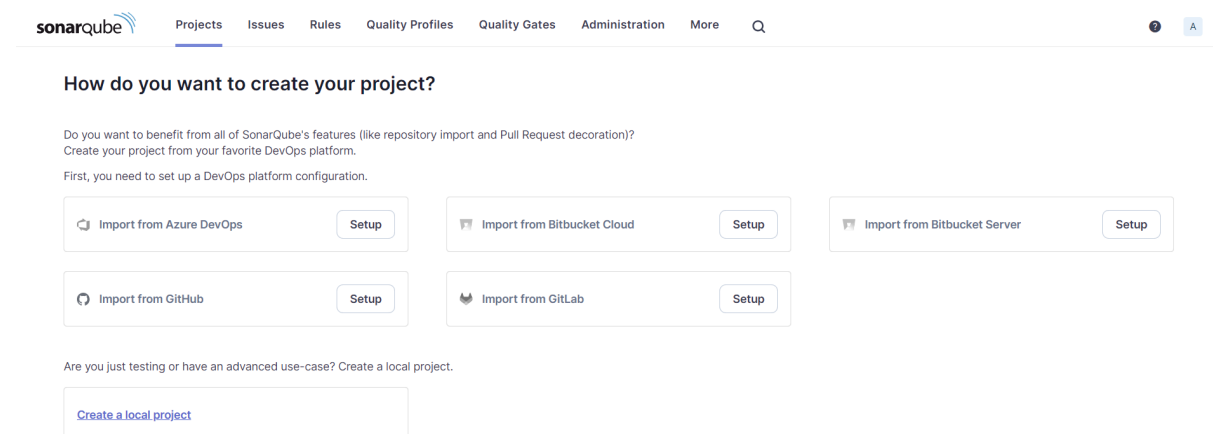 sonarqube Projects Issues Rules Quality Profiles Quality Gates Administration More ? A
How do you want to create your project?
Do you want to benefit from all of SonarQube's features (like repository import and Pull Request decoration)?
Create your project from your favorite DevOps platform.
First, you need to set up a DevOps platform configuration.
Import from Azure DevOps Setup Import from Bitbucket Cloud Setup Import from Bitbucket Server Setup
Import from GitHub Setup Import from GitLab Setup
Are you just testing or have an advanced use-case? Create a local project.
Create a local project